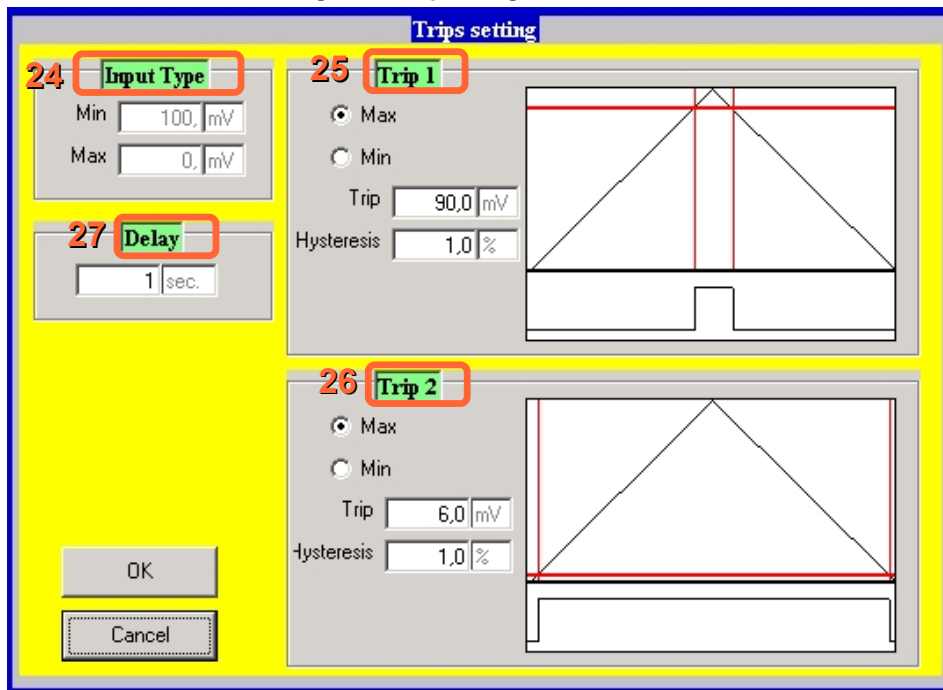 Trips setting
24 Input Type
Min 100, mV
Max 0, mV
27 Delay
1 sec.
25 Trip 1
Max
Min
Trip 90,0 mV
Hysteresis 1,0 %
26 Trip 2
Max
Min
Trip 6,0 mV
Hysteresis 1,0 %
OK
Cancel